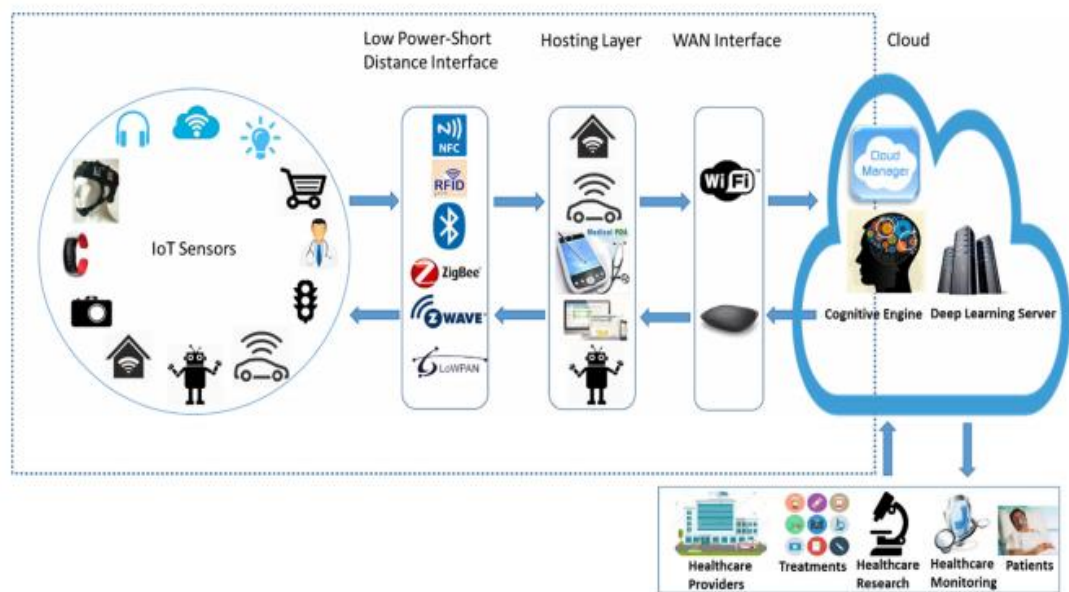 Low Power-Short
Distance Interface
Hosting Layer
WAN Interface
Cloud
NFC
RFID
Medical PDA
WiFi
Cloud
Manager
IoT Sensors
ZigBee
ZWAVE
LoWPAN
Cognitive Engine
Deep Learning Server
Healthcare
Providers
Treatments
Healthcare
Research
Healthcare
Monitoring
Patients